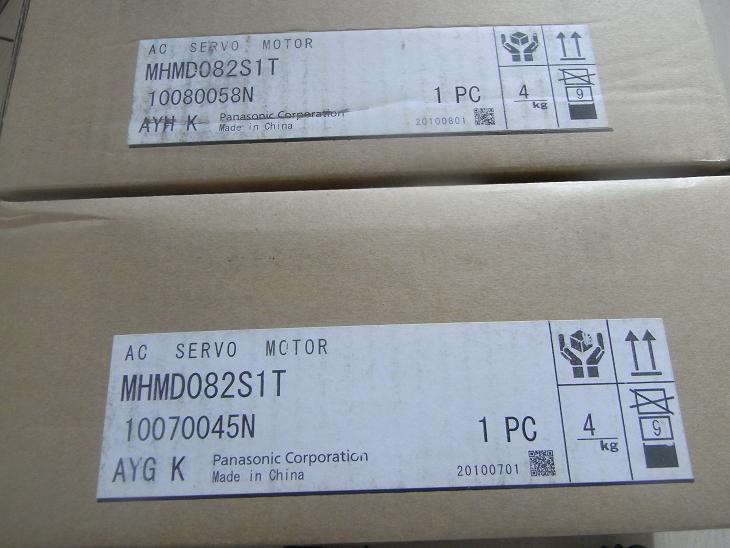 AC SERVO MOTOR
MHMD082S1T
10080058N
1 PC
4 kg
9
AYH K
Panasonic Corporation
Made in China
20100801
AC SERVO MOTOR
MHMD082S1T
10070045N
1 PC
4 kg
9
AYG K
Panasonic Corporation
Made in China
20100701